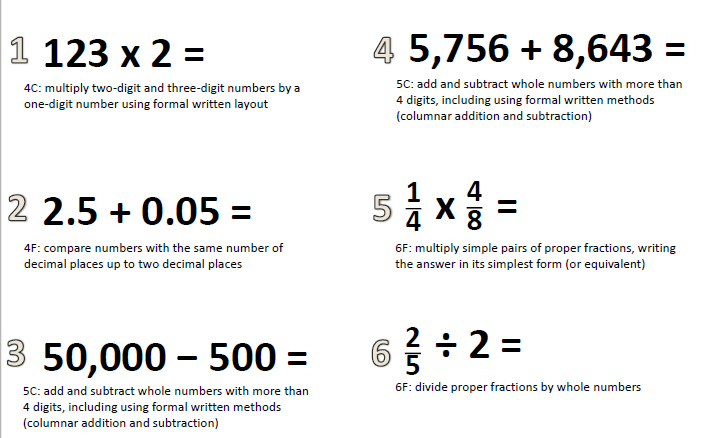 1 123 x 2 =
4C: multiply two-digit and three-digit numbers by a
one-digit number using formal written layout
2 2.5 + 0.05 =
4F: compare numbers with the same number of
decimal places up to two decimal places
3 50,000 – 500 =
5C: add and subtract whole numbers with more than
4 digits, including using formal written methods
(columnar addition and subtraction)
4 5,756 + 8,643 =
5C: add and subtract whole numbers with more than
4 digits, including using formal written methods
(columnar addition and subtraction)
5 1/4 x 4/8 =
6F: multiply simple pairs of proper fractions, writing
the answer in its simplest form (or equivalent)
6 2/5 ÷ 2 =
6F: divide proper fractions by whole numbers